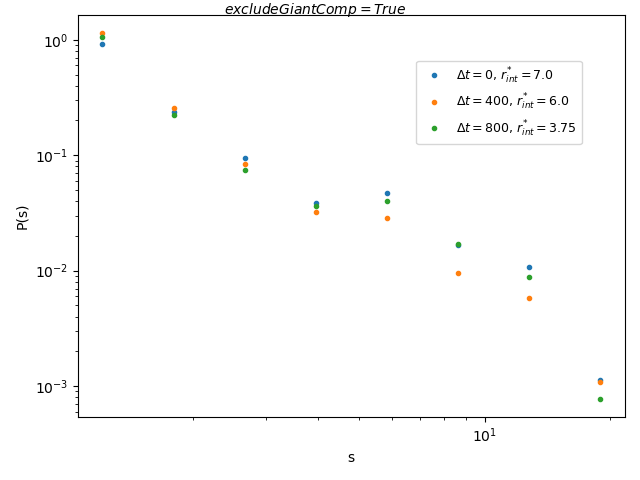 excludeGiantComp = True
10⁰
10⁻¹
10⁻²
10⁻³
P(s)
Δt = 0, r*ᵢₙₜ = 7.0
Δt = 400, r*ᵢₙₜ = 6.0
Δt = 800, r*ᵢₙₜ = 3.75
10¹
s